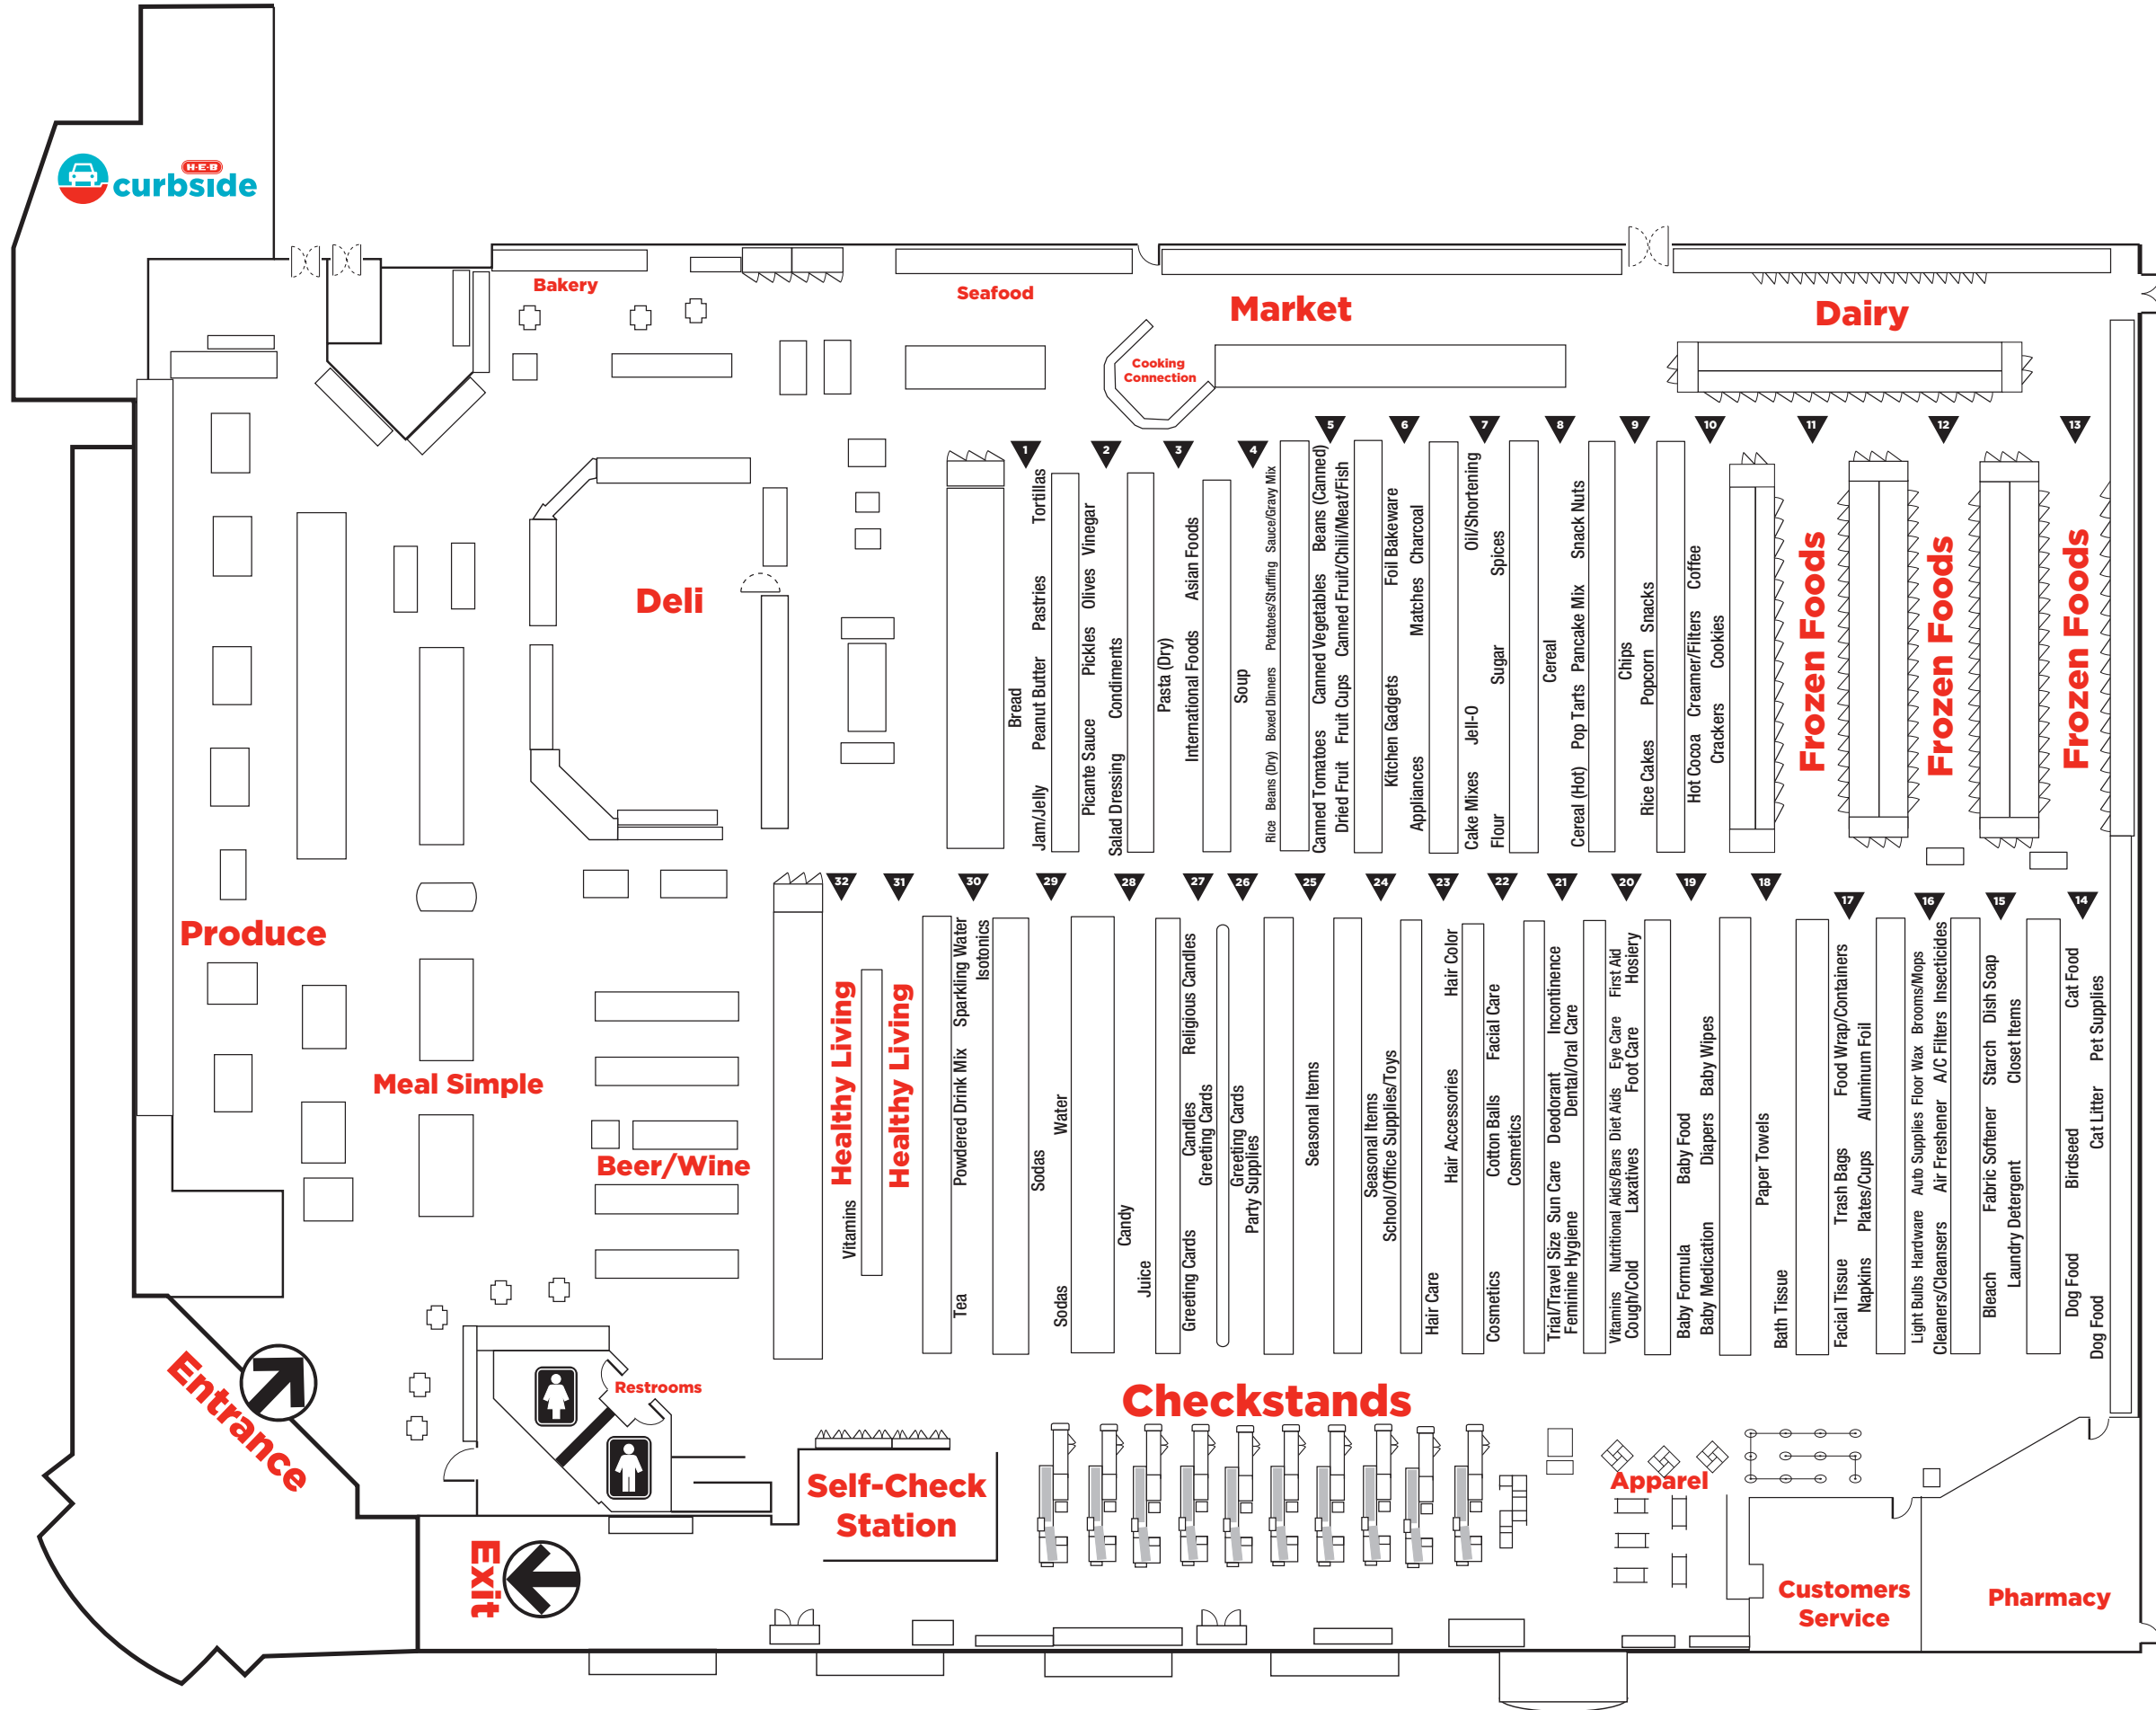 H-E-B
curbside
Bakery
Seafood
Market
Dairy
Cooking
Connection
1
2
3
4
5
6
7
8
9
10
11
12
13
Bread
Jam/Jelly Peanut Butter Pastries Tortillas
Picante Sauce Pickles Olives Vinegar
Salad Dressing Condiments
Pasta (Dry)
International Foods Asian Foods
Soup
Rice Beans (Dry) Boxed Dinners Potatoes/Stuffing Sauce/Gravy Mix
Canned Tomatoes Canned Vegetables Beans (Canned)
Dried Fruit Fruit Cups Canned Fruit/Chili/Meat/Fish
Kitchen Gadgets Foil Bakeware
Appliances Matches Charcoal
Cake Mixes Jell-O Oil/Shortening
Flour Sugar Spices
Cereal
Cereal (Hot) Pop Tarts Pancake Mix Snack Nuts
Chips
Rice Cakes Popcorn Snacks
Hot Cocoa Creamer/Filters Coffee
Crackers Cookies
Frozen Foods
Frozen Foods
Frozen Foods
Deli
Produce
Meal Simple
Beer/Wine
32
31
30
29
28
27
26
25
24
23
22
21
20
19
18
17
16
15
14
Vitamins
Healthy Living
Healthy Living
Tea Powdered Drink Mix Sparkling Water
Isotonics
Sodas
Sodas Water
Candy
Juice
Greeting Cards Candles Religious Candles
Greeting Cards
Greeting Cards
Party Supplies
Seasonal Items
Seasonal Items
School/Office Supplies/Toys
Hair Care
Hair Accessories Hair Color
Cosmetics Cotton Balls Facial Care
Cosmetics
Trial/Travel Size Sun Care Deodorant Incontinence
Feminine Hygiene Dental/Oral Care
Vitamins Nutritional Aids/Bars Diet Aids Eye Care First Aid
Cough/Cold Laxatives Foot Care Hosiery
Baby Formula Baby Food
Baby Medication Diapers Baby Wipes
Paper Towels
Bath Tissue
Facial Tissue Trash Bags Food Wrap/Containers
Napkins Plates/Cups Aluminum Foil
Light Bulbs Hardware Auto Supplies Floor Wax Brooms/Mops
Cleaners/Cleansers Air Freshener A/C Filters Insecticides
Bleach Fabric Softener Starch Dish Soap
Laundry Detergent Closet Items
Dog Food Birdseed Cat Food
Dog Food Cat Litter Pet Supplies
Entrance
Restrooms
Checkstands
Self-Check
Station
Apparel
Exit
Customers
Service
Pharmacy